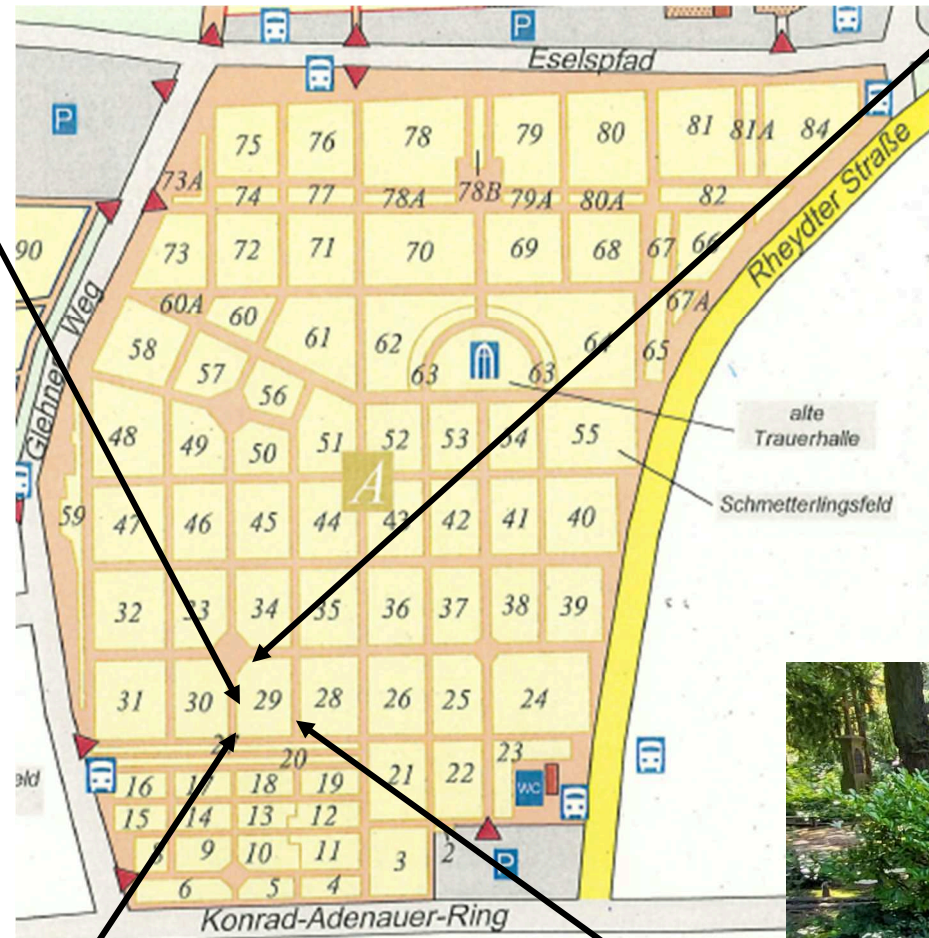 P
Eselspfad
P
75 76 78 79 80 81 81A 84
73A 74 77 78A 78B 79A 80A 82
90 73 72 71 70 69 68 67 66
Rheydter Straße
60A 60 61 62 64 67A
58 57 56 63 63 65
Glehner Weg
alte
Trauerhalle
48 49 50 51 52 53 54 55
A
Schmetterlingsfeld
59 47 46 45 44 43 42 41 40
32 33 34 35 36 37 38 39
31 30 29 28 26 25 24
20 23
16 17 18 19 21 22 WC
15 14 13 12
8 9 10 11 3 2 P
6 5 4
Konrad-Adenauer-Ring